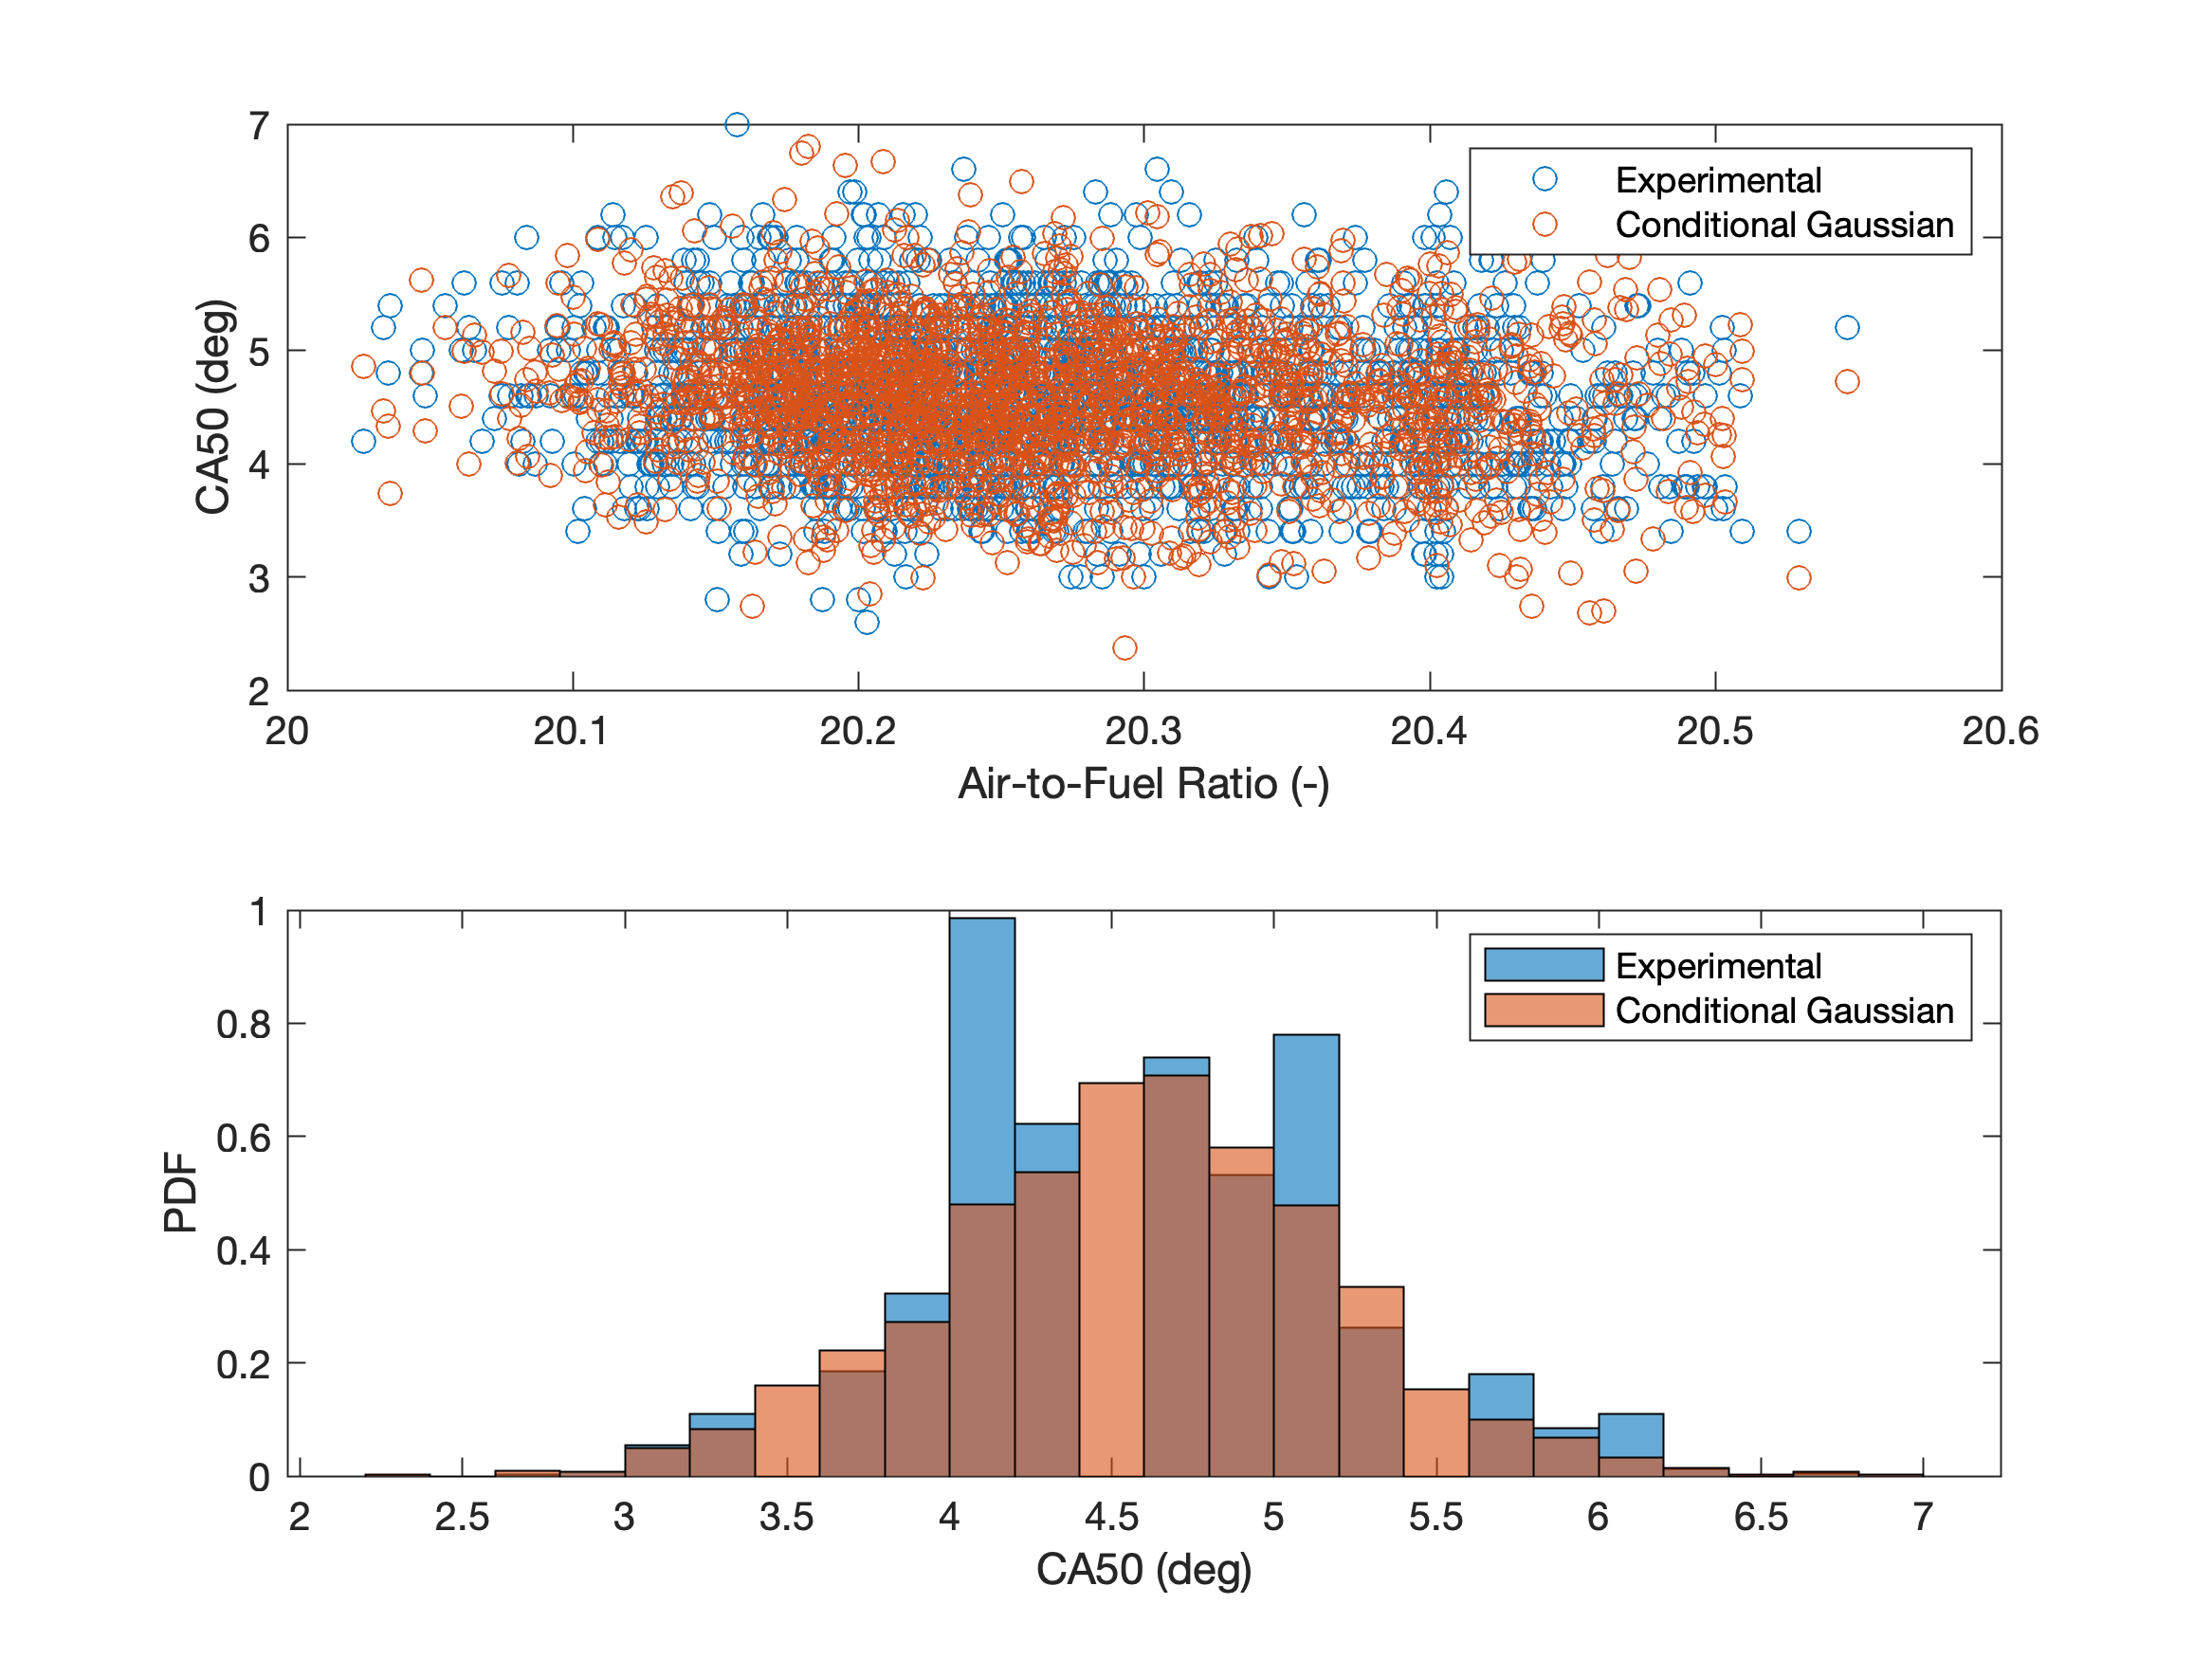 7
6
5
4
3
2
CA50 (deg)
Experimental
Conditional Gaussian
20 20.1 20.2 20.3 20.4 20.5 20.6
Air-to-Fuel Ratio (-)
1
0.8
0.6
0.4
0.2
0
PDF
Experimental
Conditional Gaussian
2 2.5 3 3.5 4 4.5 5 5.5 6 6.5 7
CA50 (deg)